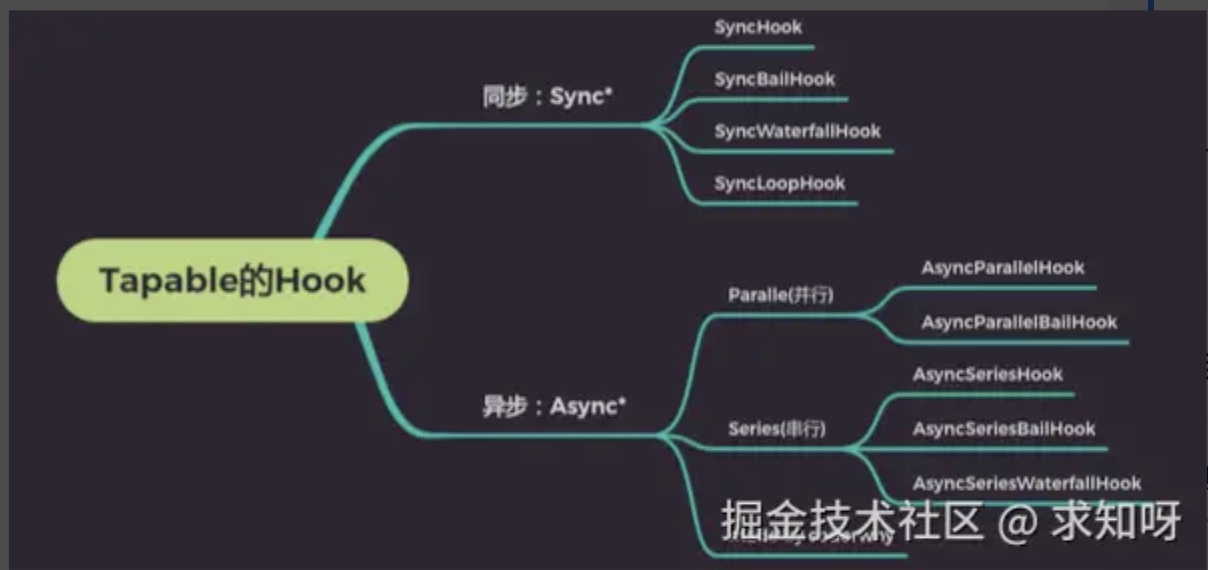 SyncHook
SyncBailHook
同步：Sync*
SyncWaterfallHook
SyncLoopHook
Tapable的Hook
AsyncParallelHook
Paralle(并行)
AsyncParallelBailHook
AsyncSeriesHook
异步：Async*
Series(串行)
AsyncSeriesBailHook
AsyncSeriesWaterfallHook
掘金技术社区 @ 求知呀